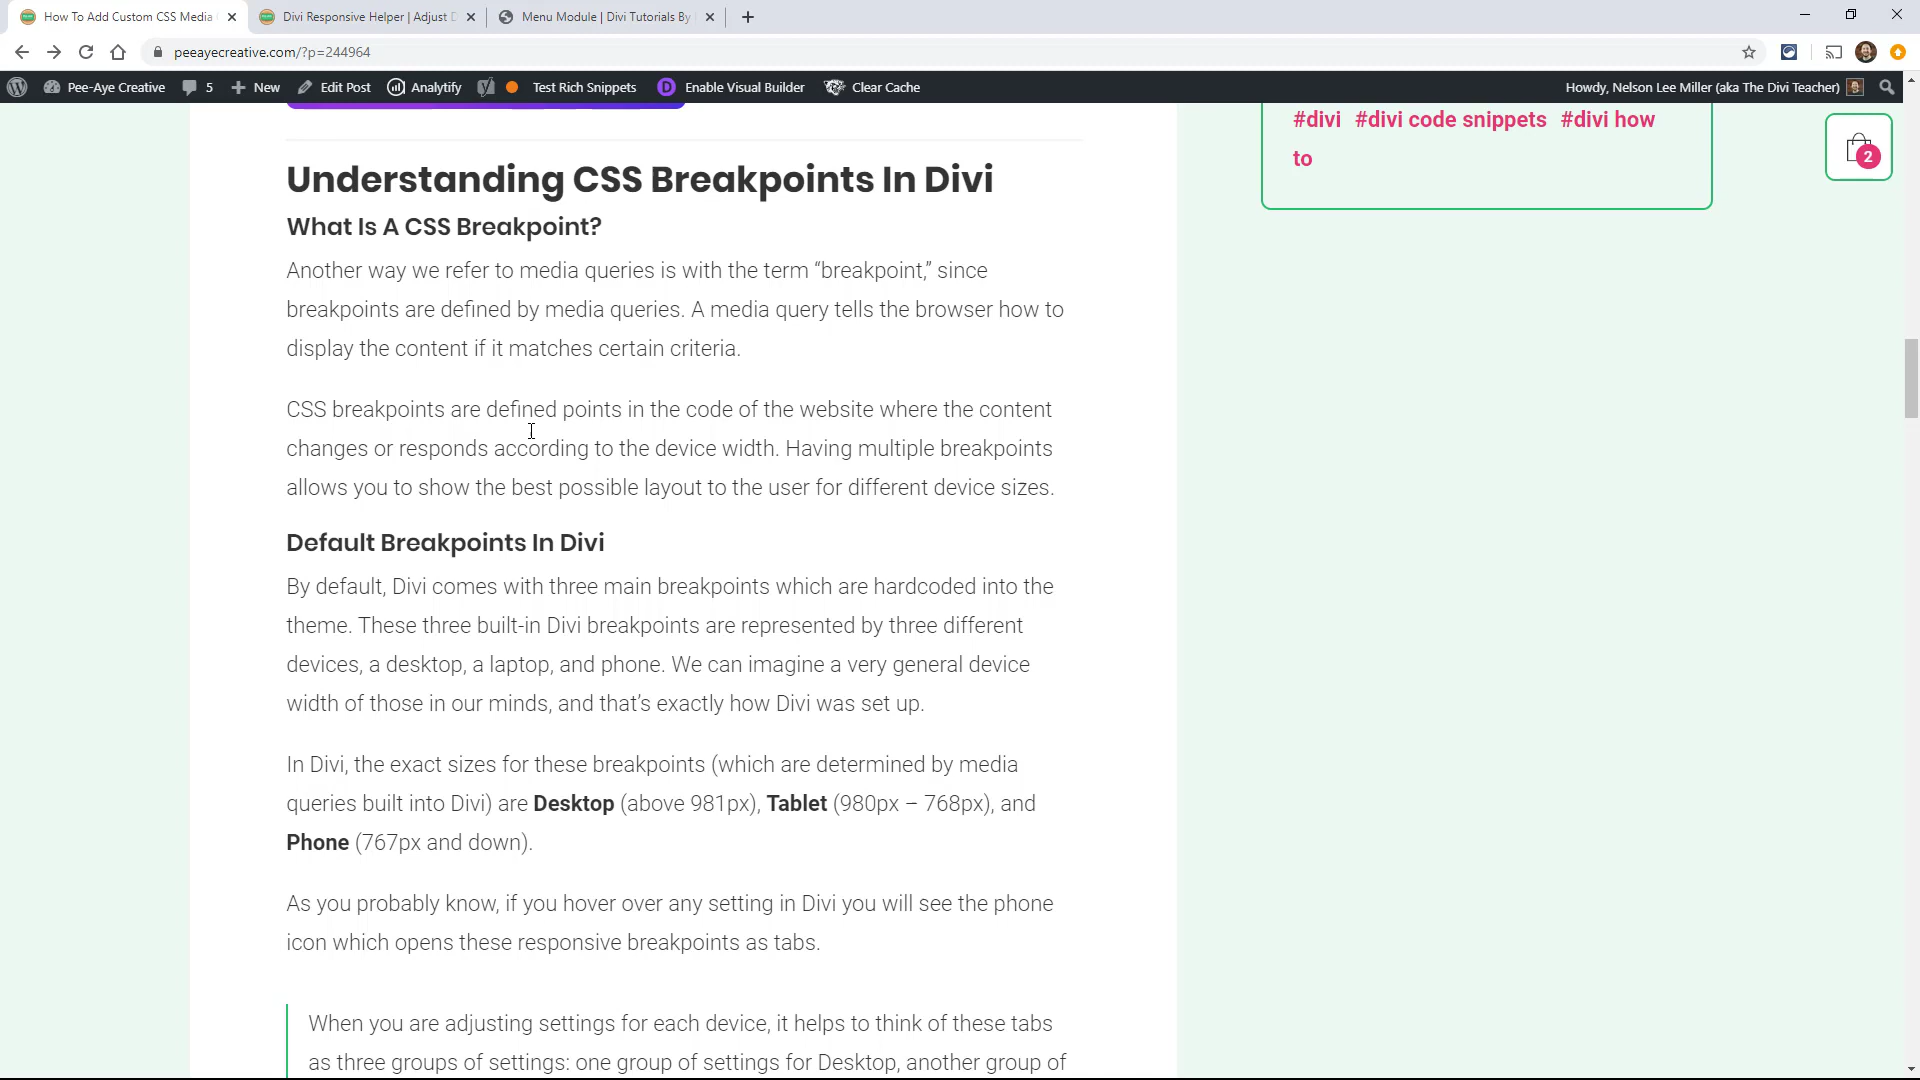 How To Add Custom CSS Media
Divi Responsive Helper | Adjust D
Menu Module | Divi Tutorials By
peeayecreative.com/?p=244964
Pee-Aye Creative
5
New
Edit Post
Analytify
Test Rich Snippets
D
Enable Visual Builder
Clear Cache
Howdy, Nelson Lee Miller (aka The Divi Teacher)
Understanding CSS Breakpoints In Divi
What Is A CSS Breakpoint?
Another way we refer to media queries is with the term “breakpoint,” since
breakpoints are defined by media queries. A media query tells the browser how to
display the content if it matches certain criteria.
CSS breakpoints are defined points in the code of the website where the content
changes or responds according to the device width. Having multiple breakpoints
allows you to show the best possible layout to the user for different device sizes.
Default Breakpoints In Divi
By default, Divi comes with three main breakpoints which are hardcoded into the
theme. These three built-in Divi breakpoints are represented by three different
devices, a desktop, a laptop, and phone. We can imagine a very general device
width of those in our minds, and that’s exactly how Divi was set up.
In Divi, the exact sizes for these breakpoints (which are determined by media
queries built into Divi) are Desktop (above 981px), Tablet (980px – 768px), and
Phone (767px and down).
As you probably know, if you hover over any setting in Divi you will see the phone
icon which opens these responsive breakpoints as tabs.
When you are adjusting settings for each device, it helps to think of these tabs
as three groups of settings: one group of settings for Desktop, another group of
#divi #divi code snippets #divi how
to
2